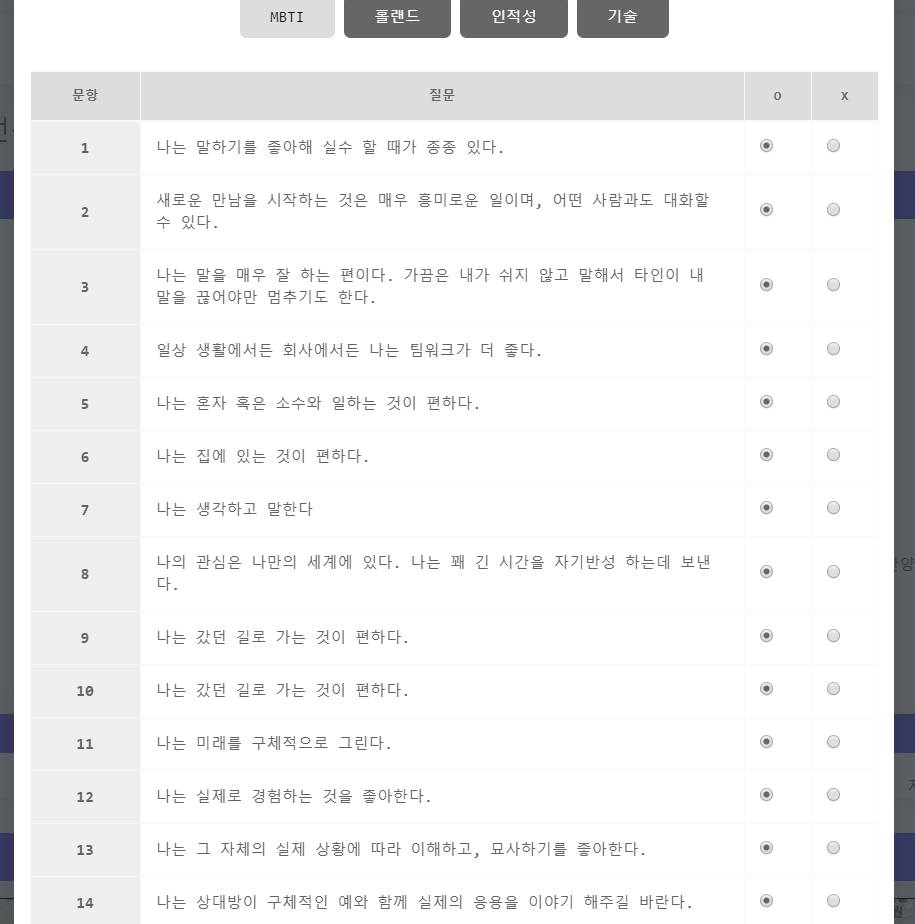 MBTI 홀랜드 인적성 기술
문항 질문 o x
1 나는 말하기를 좋아해 실수 할 때가 종종 있다.
2 새로운 만남을 시작하는 것은 매우 흥미로운 일이며, 어떤 사람과도 대화할
수 있다.
3 나는 말을 매우 잘 하는 편이다. 가끔은 내가 쉬지 않고 말해서 타인이 내
말을 끊어야만 멈추기도 한다.
4 일상 생활에서든 회사에서든 나는 팀워크가 더 좋다.
5 나는 혼자 혹은 소수와 일하는 것이 편하다.
6 나는 집에 있는 것이 편하다.
7 나는 생각하고 말한다
8 나의 관심은 나만의 세계에 있다. 나는 꽤 긴 시간을 자기반성 하는데 보낸
다.
9 나는 갔던 길로 가는 것이 편하다.
10 나는 갔던 길로 가는 것이 편하다.
11 나는 미래를 구체적으로 그린다.
12 나는 실제로 경험하는 것을 좋아한다.
13 나는 그 자체의 실제 상황에 따라 이해하고, 묘사하기를 좋아한다.
14 나는 상대방이 구체적인 예와 함께 실제의 응용을 이야기 해주길 바란다.